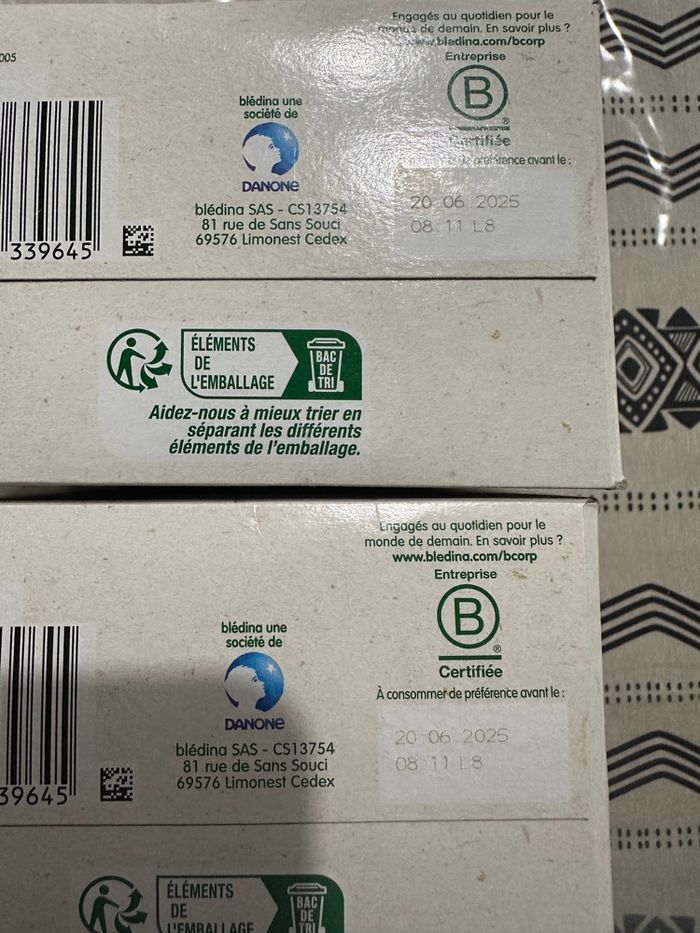 005
Engagés au quotidien pour le
monde de demain. En savoir plus ?
www.bledina.com/bcorp
Entreprise
B
®
Certifiée
de préférence avant le :
20 06 2025
08 11 L8
blédina une
société de
DANONE
blédina SAS - CS13754
81 rue de Sans Souci
69576 Limonest Cedex
339645
ÉLÉMENTS
DE
L'EMBALLAGE
BAC
DE
TRI
Aidez-nous à mieux trier en
séparant les différents
éléments de l'emballage.
Engagés au quotidien pour le
monde de demain. En savoir plus ?
www.bledina.com/bcorp
Entreprise
B
®
Certifiée
À consommer de préférence avant le :
20 06 2025
08 11 L8
blédina une
société de
DANONE
blédina SAS - CS13754
81 rue de Sans Souci
69576 Limonest Cedex
39645
ÉLÉMENTS
DE
L'EMBALLAGE
BAC
DE
TRI